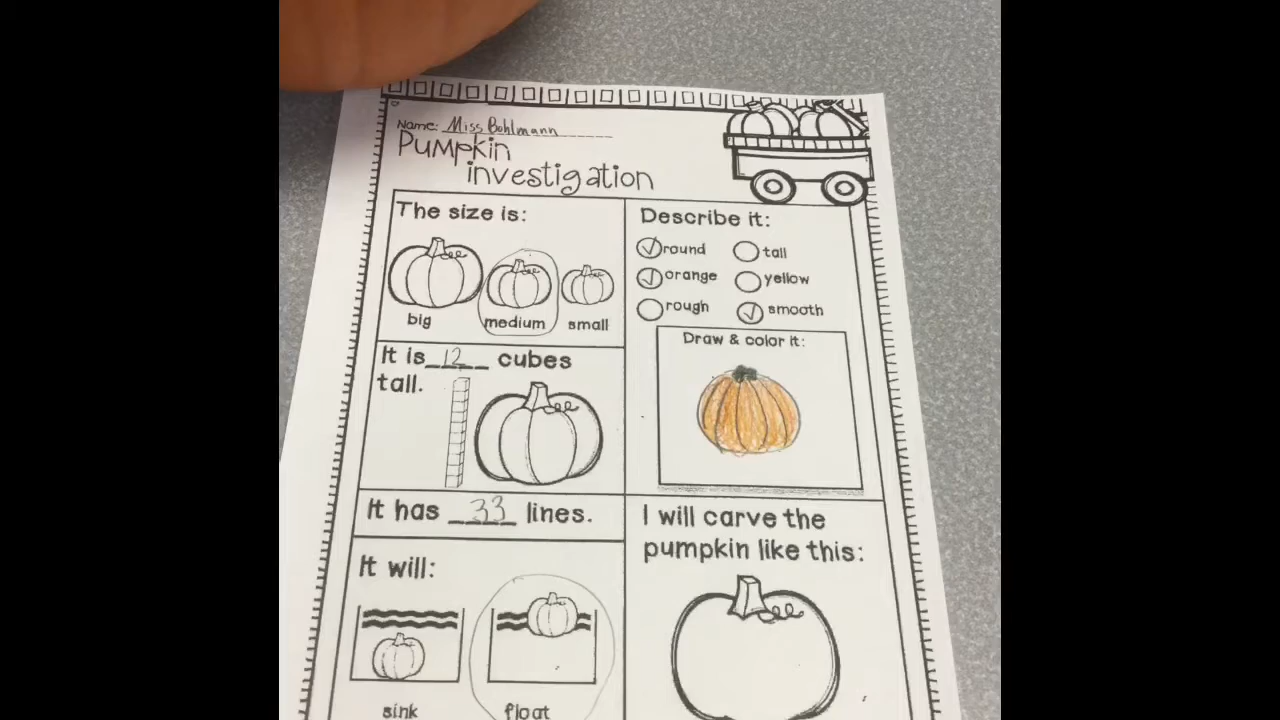 Name: Miss Bohlmann
Pumpkin
investigation
The size is:
big
medium
small
It is 12 cubes
tall.
It has 33 lines.
It will:
sink
float
Describe it:
round
tall
orange
yellow
rough
smooth
Draw & color it:
I will carve the
pumpkin like this: